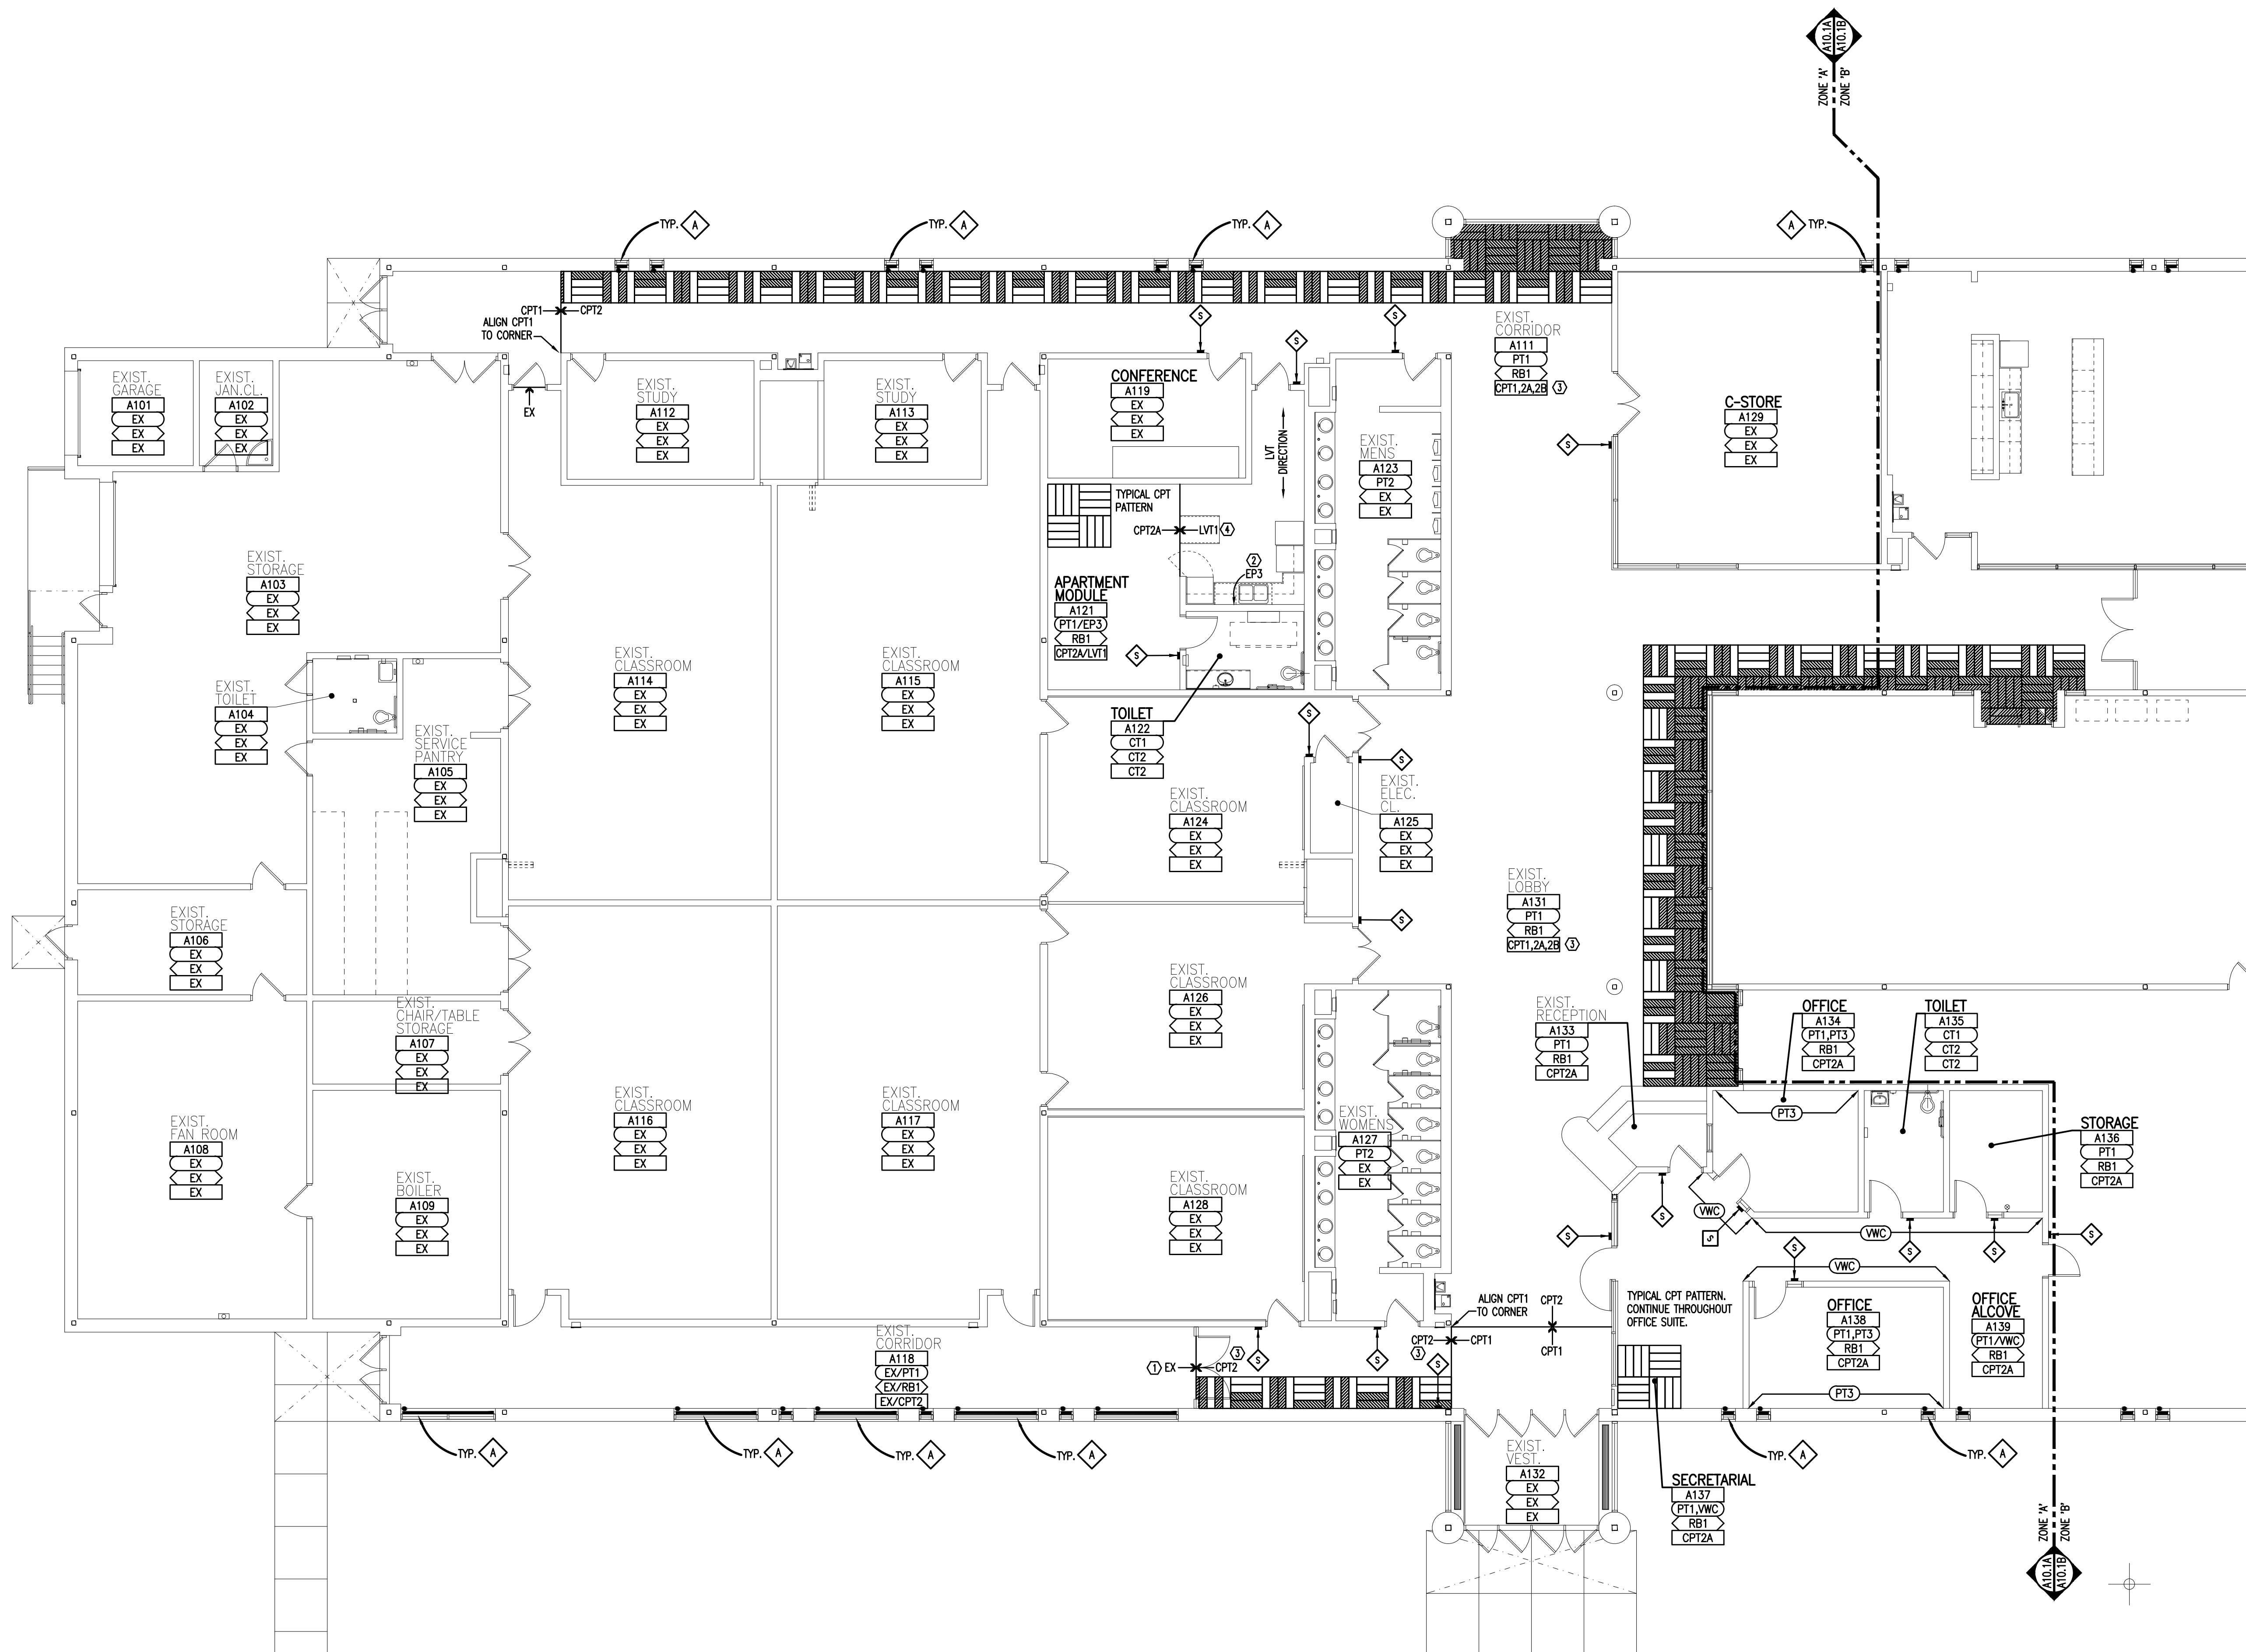 A10.1A
A10.1B
ZONE 'A'
ZONE 'B'
TYP. A
TYP. A
TYP. A
A TYP.
CPT1
CPT2
ALIGN CPT1
TO CORNER
EX
S
S
S
EXIST.
CORRIDOR
A111
PT1
RB1
CPT1,2A,2B 3
EXIST.
GARAGE
A101
EX
EX
EX
EXIST.
JAN.CL.
A102
EX
EX
EX
EXIST.
STUDY
A112
EX
EX
EX
EXIST.
STUDY
A113
EX
EX
EX
CONFERENCE
A119
EX
EX
EX
LVT
DIRECTION
EXIST.
MENS
A123
PT2
EX
EX
S
C-STORE
A129
EX
EX
EX
TYPICAL CPT
PATTERN
CPT2A
LVT1 4
2
EP3
EXIST.
STORAGE
A103
EX
EX
EX
APARTMENT
MODULE
A121
PT1/EP3
RB1
CPT2A/LVT1
S
EXIST.
TOILET
A104
EX
EX
EX
EXIST.
SERVICE
PANTRY
A105
EX
EX
EX
EXIST.
CLASSROOM
A114
EX
EX
EX
EXIST.
CLASSROOM
A115
EX
EX
EX
TOILET
A122
CT1
CT2
CT2
S
S
EXIST.
CLASSROOM
A124
EX
EX
EX
EXIST.
ELEC.
CL.
A125
EX
EX
EX
S
EXIST.
LOBBY
A131
PT1
RB1
CPT1,2A,2B 3
EXIST.
STORAGE
A106
EX
EX
EX
EXIST.
CHAIR/TABLE
STORAGE
A107
EX
EX
EX
EXIST.
CLASSROOM
A126
EX
EX
EX
EXIST.
RECEPTION
A133
PT1
RB1
CPT2A
OFFICE
A134
PT1,PT3
RB1
CPT2A
TOILET
A135
CT1
CT2
CT2
PT3
STORAGE
A136
PT1
RB1
CPT2A
EXIST.
FAN ROOM
A108
EX
EX
EX
EXIST.
BOILER
A109
EX
EX
EX
EXIST.
CLASSROOM
A116
EX
EX
EX
EXIST.
CLASSROOM
A117
EX
EX
EX
EXIST.
WOMENS
A127
PT2
EX
EX
EXIST.
CLASSROOM
A128
EX
EX
EX
S
S
VWC
S
VWC
S
S
S
S
VWC
TYPICAL CPT PATTERN.
CONTINUE THROUGHOUT
OFFICE SUITE.
OFFICE
A138
PT1,PT3
RB1
CPT2A
OFFICE
ALCOVE
A139
PT1/VWC
RB1
CPT2A
PT3
ALIGN CPT1
TO CORNER
CPT2
CPT1
CPT2
CPT1
3
EXIST.
CORRIDOR
A118
EX/PT1
EX/RB1
EX/CPT2
1 EX
CPT2
3
S
S
S
TYP. A
TYP. A
TYP. A
TYP. A
TYP. A
TYP. A
EXIST.
VEST.
A132
EX
EX
EX
SECRETARIAL
A137
PT1,VWC
RB1
CPT2A
ZONE 'A'
ZONE 'B'
A10.1A
A10.1B